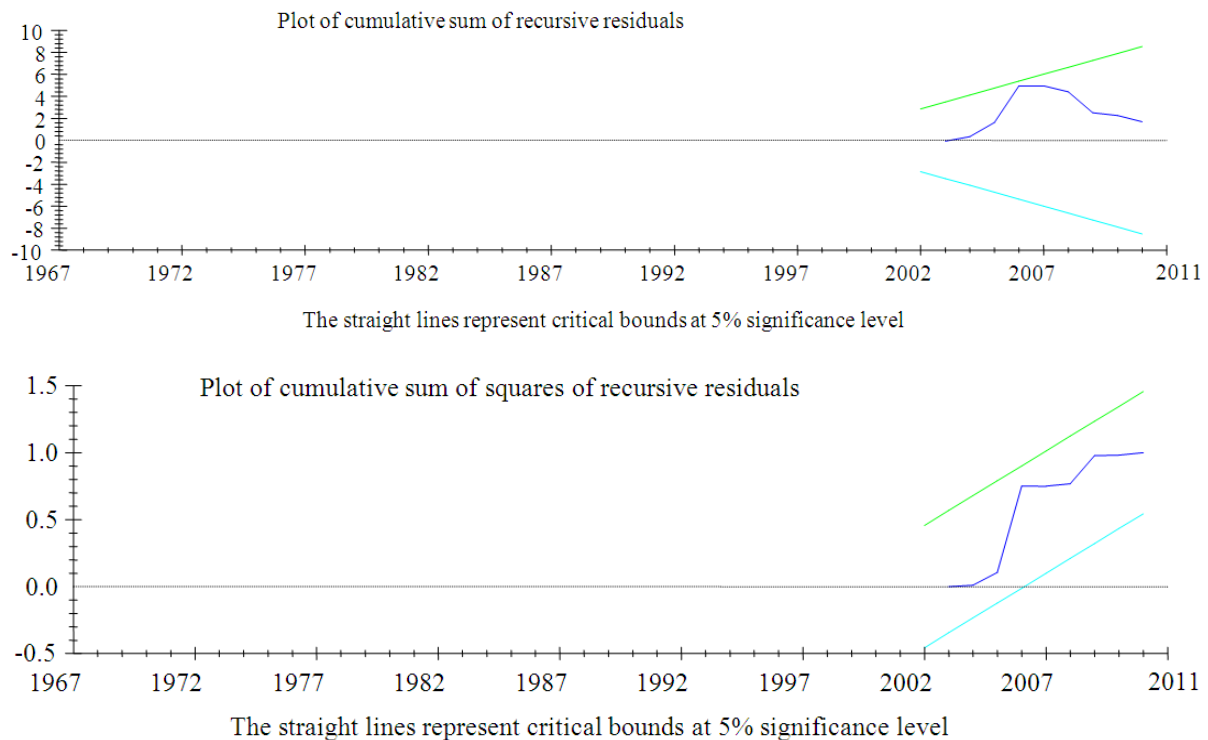 Plot of cumulative sum of recursive residuals
10
8
6
4
2
0
-2
-4
-6
-8
-10
1967 1972 1977 1982 1987 1992 1997 2002 2007 2011
The straight lines represent critical bounds at 5% significance level
Plot of cumulative sum of squares of recursive residuals
1.5
1.0
0.5
0.0
-0.5
1967 1972 1977 1982 1987 1992 1997 2002 2007 2011
The straight lines represent critical bounds at 5% significance level